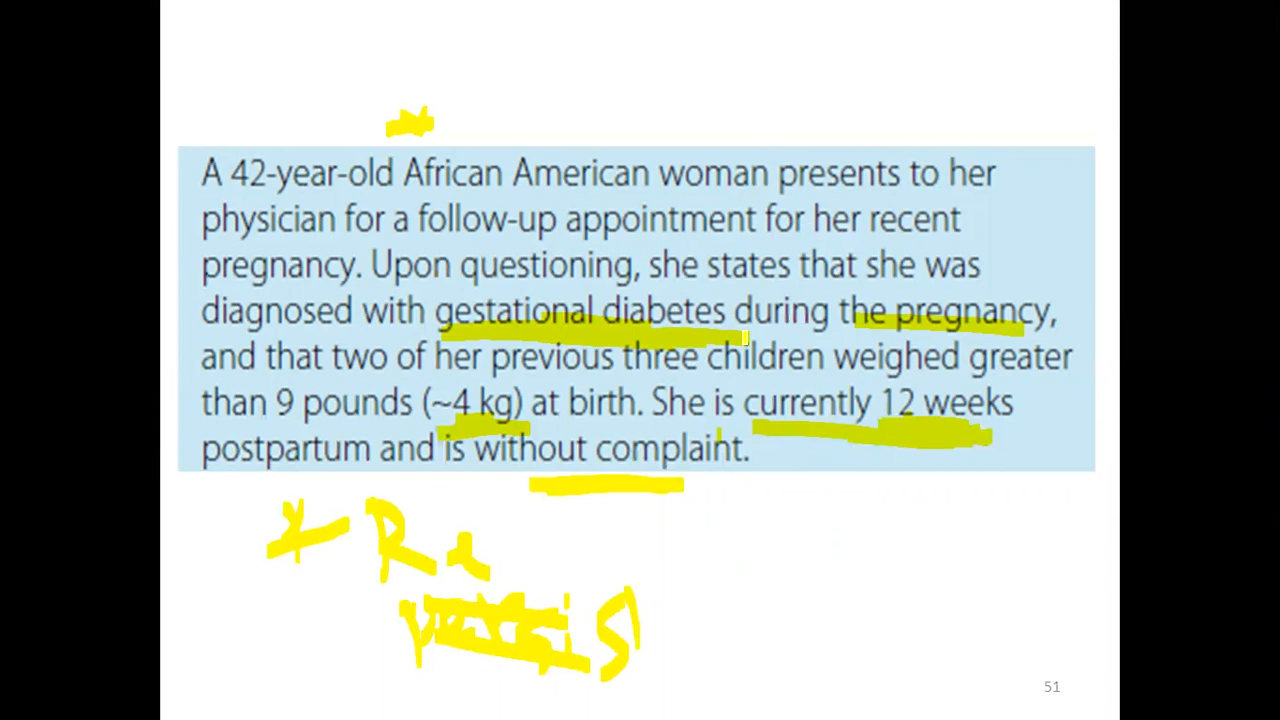 A 42-year-old African American woman presents to her
physician for a follow-up appointment for her recent
pregnancy. Upon questioning, she states that she was
diagnosed with gestational diabetes during the pregnancy,
and that two of her previous three children weighed greater
than 9 pounds (~4 kg) at birth. She is currently 12 weeks
postpartum and is without complaint.
51